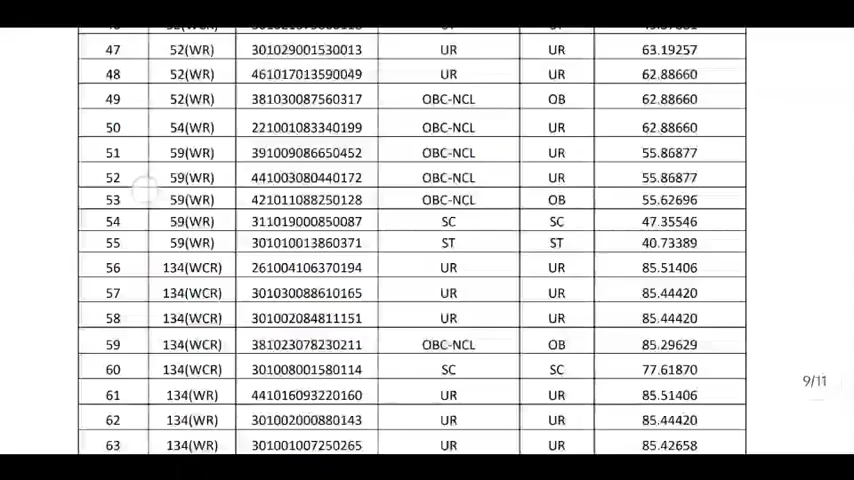 47 52(WR) 301029001530013 UR UR 63.19257
48 52(WR) 461017013590049 UR UR 62.88660
49 52(WR) 381030087560317 OBC-NCL OB 62.88660
50 54(WR) 221001083340199 OBC-NCL UR 62.88660
51 59(WR) 391009086650452 OBC-NCL UR 55.86877
52 59(WR) 441003080440172 OBC-NCL UR 55.86877
53 59(WR) 421011088250128 OBC-NCL OB 55.62696
54 59(WR) 311019000850087 SC SC 47.35546
55 59(WR) 301010013860371 ST ST 40.73389
56 134(WCR) 261004106370194 UR UR 85.51406
57 134(WCR) 301030088610165 UR UR 85.44420
58 134(WCR) 301002084811151 UR UR 85.44420
59 134(WCR) 381023078230211 OBC-NCL OB 85.29629
60 134(WCR) 301008001580114 SC SC 77.61870
61 134(WR) 441016093220160 UR UR 85.51406
62 134(WR) 301002000880143 UR UR 85.44420
63 134(WR) 301001007250265 UR UR 85.42658
9/11